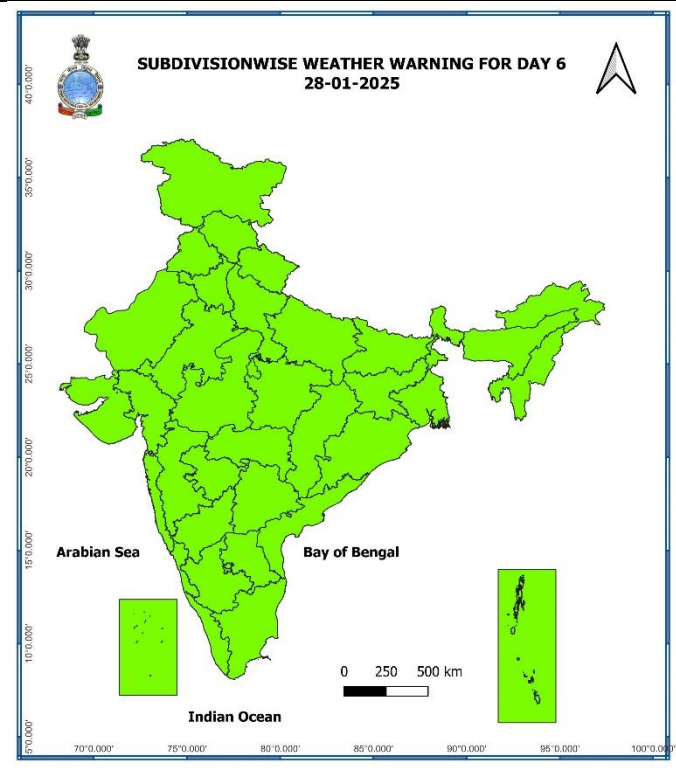 SUBDIVISIONWISE WEATHER WARNING FOR DAY 6
28-01-2025
40°0.000'
35°0.000'
30°0.000'
25°0.000'
20°0.000'
15°0.000'
10°0.000'
5°0.000'
Arabian Sea
Bay of Bengal
0 250 500 km
Indian Ocean
70°0.000' 75°0.000' 80°0.000' 85°0.000' 90°0.000' 95°0.000' 100°0.000'